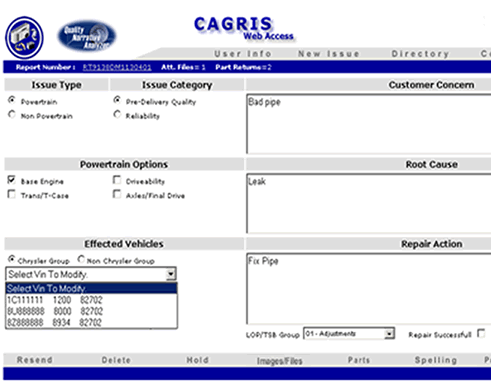 CAGRIS
Quality
Narrative
Analyzer
Web Access
User Info New Issue Directory
Report Number: RT9138DM1130401 Att. Files= 1 Part Returns=2
Issue Type Issue Category Customer Concern
Powertrain Pre-Delivery Quality Bad pipe
Non Powertrain Reliability
Powertrain Options Root Cause
Base Engine Driveability Leak
Trans/T-Case Axles/Final Drive
Effected Vehicles Repair Action
Chrysler Group Non Chrysler Group Fix Pipe
Select Vin To Modify.
Select Vin To Modify.
1C111111 1200 82702
8U888888 8000 82702
8Z888888 8934 82702
LOP/TSB Group 01 - Adjustments Repair Successfull
Resend Delete Hold Images/Files Parts Spelling